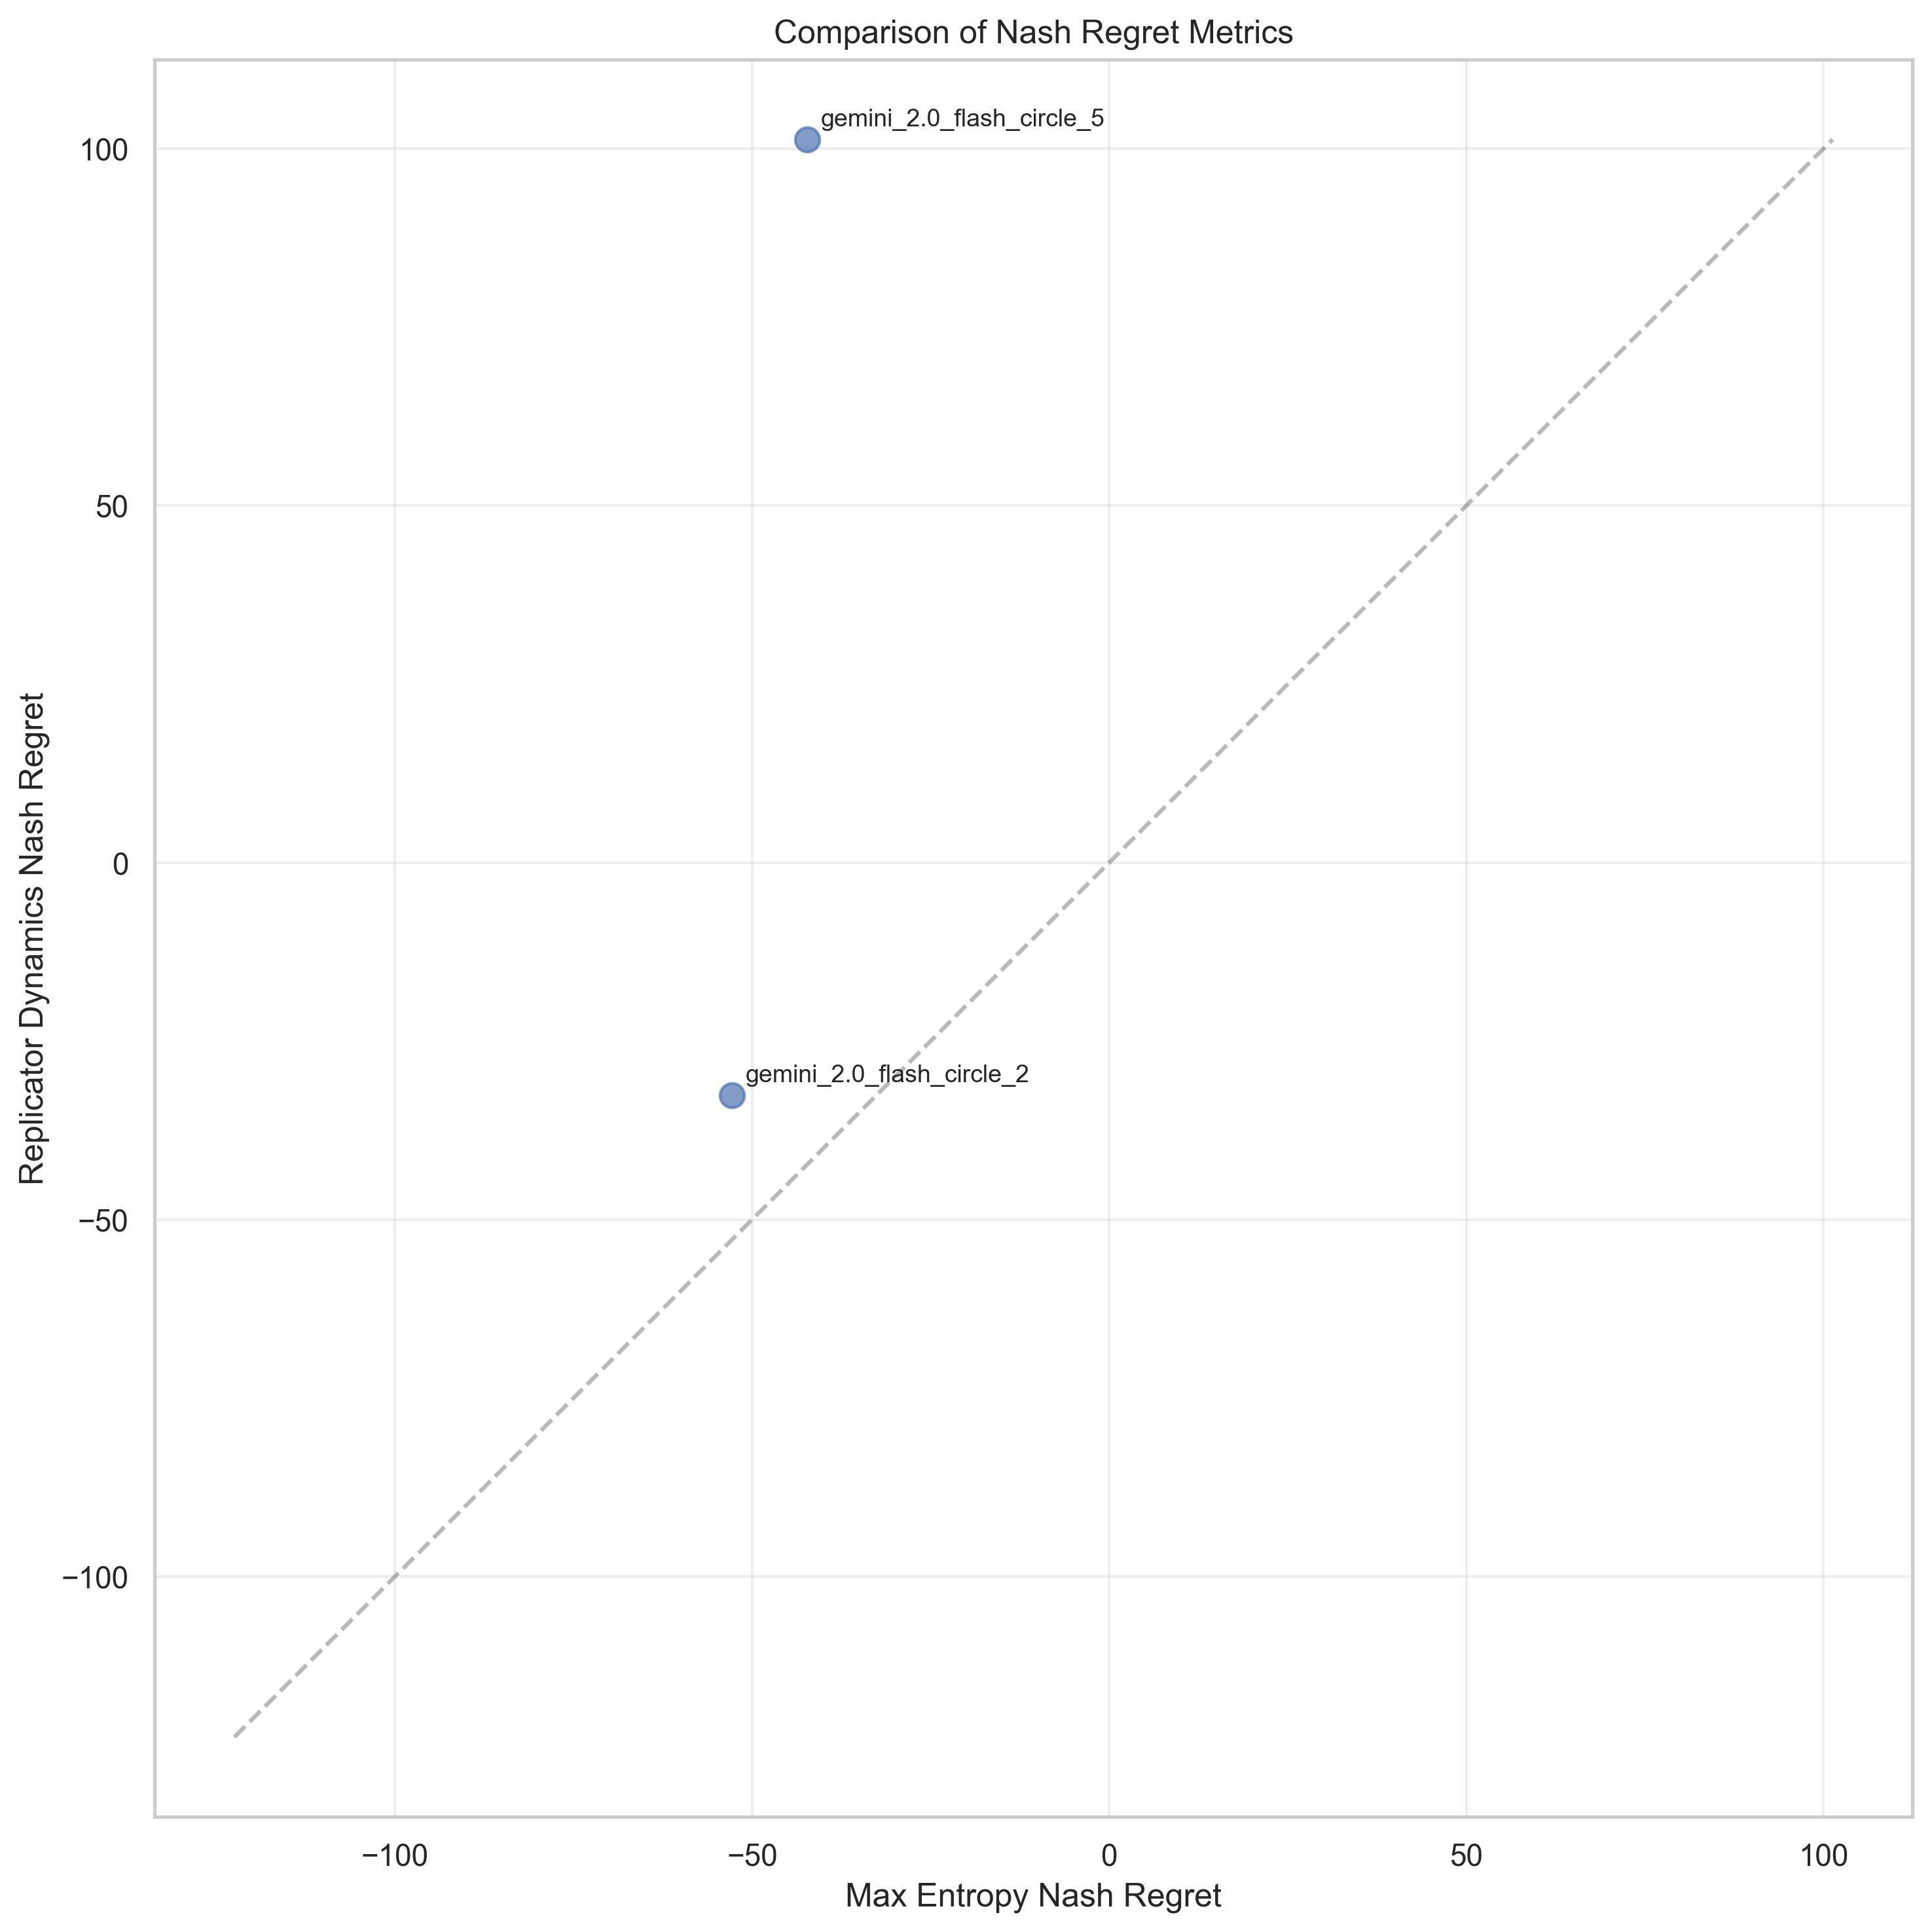 Comparison of Nash Regret Metrics
gemini_2.0_flash_circle_5
gemini_2.0_flash_circle_2
Replicator Dynamics Nash Regret
100
50
0
−50
−100
−100
−50
0
50
100
Max Entropy Nash Regret